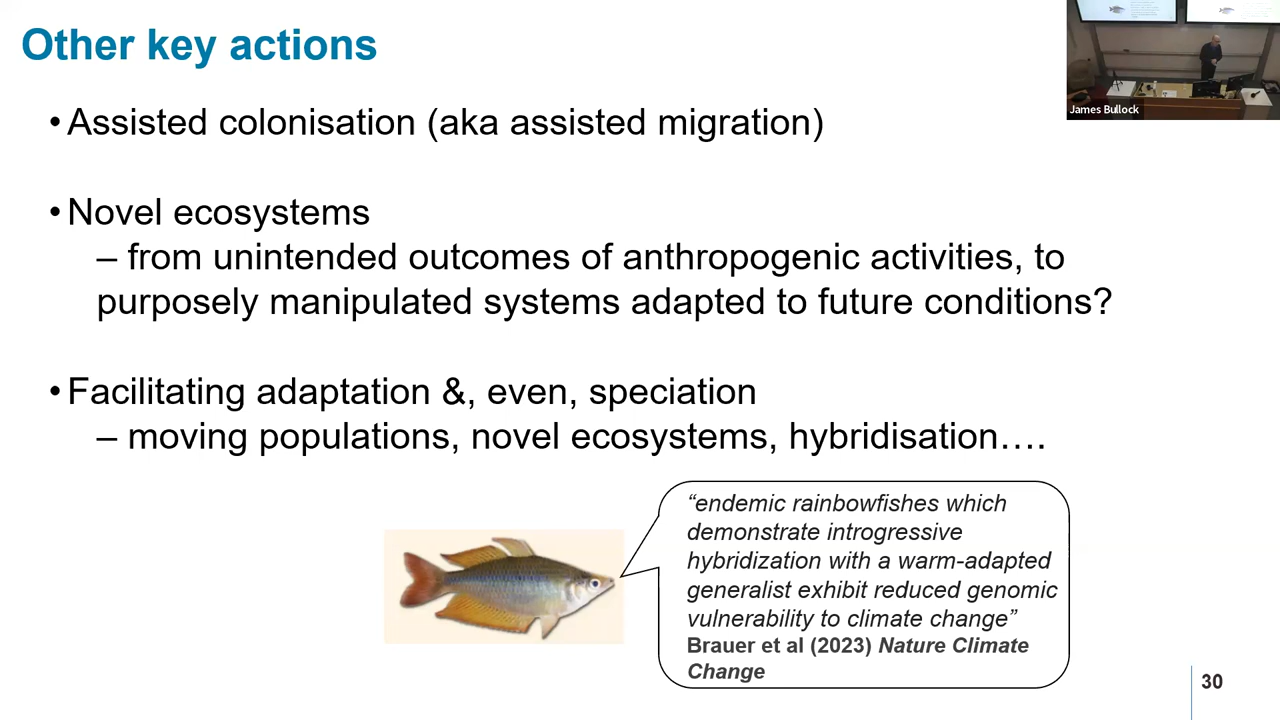 Other key actions
James Bullock
• Assisted colonisation (aka assisted migration)
• Novel ecosystems
– from unintended outcomes of anthropogenic activities, to
purposely manipulated systems adapted to future conditions?
• Facilitating adaptation &, even, speciation
– moving populations, novel ecosystems, hybridisation….
“endemic rainbowfishes which
demonstrate introgressive
hybridization with a warm-adapted
generalist exhibit reduced genomic
vulnerability to climate change”
Brauer et al (2023) Nature Climate
Change
30